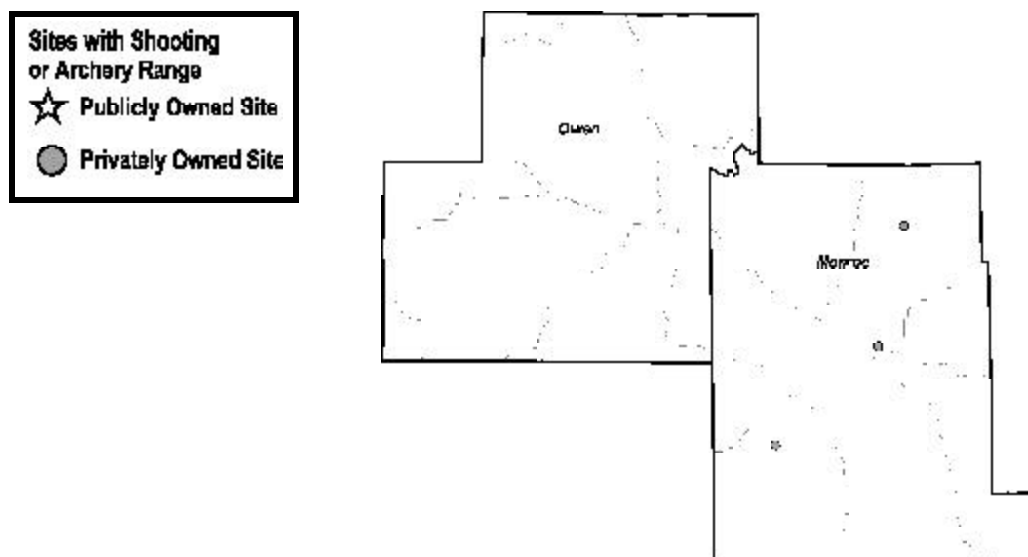 Sites with Shooting
or Archery Range
Publicly Owned Site
Privately Owned Site
Owen
Monroe